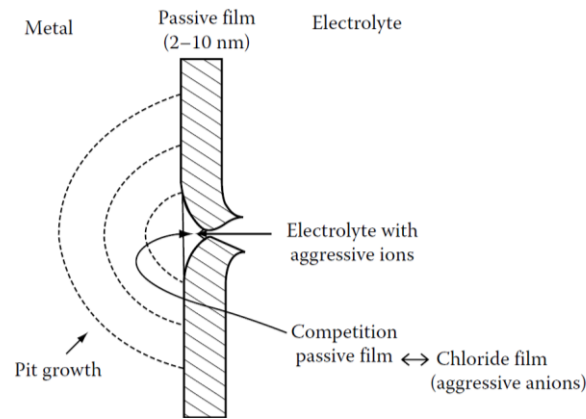 Metal
Passive film
(2–10 nm)
Electrolyte
Electrolyte with
aggressive ions
Competition
passive film ↔ Chloride film
(aggressive anions)
Pit growth